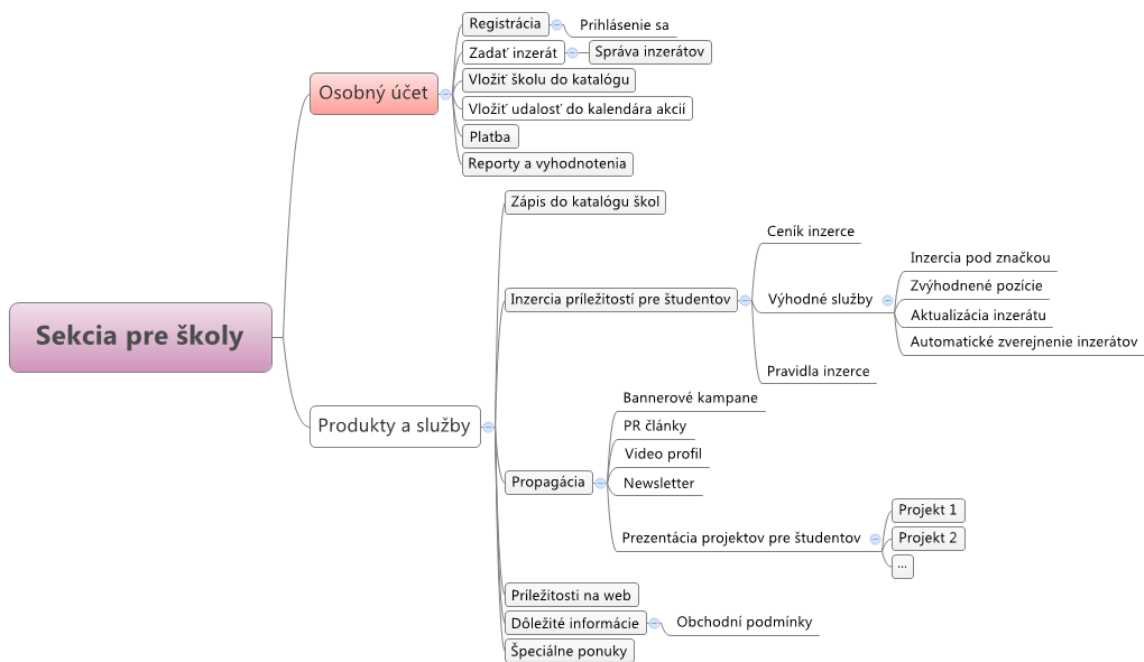 Sekcia pre školy
Osobný účet
Registrácia
Prihlásenie sa
Zadať inzerát
Správa inzerátov
Vložiť školu do katalógu
Vložiť udalosť do kalendára akcií
Platba
Reporty a vyhodnotenia
Produkty a služby
Zápis do katalógu škol
Inzercia príležitostí pre študentov
Ceník inzerce
Výhodné služby
Inzercia pod značkou
Zvýhodnené pozície
Aktualizácia inzerátu
Automatické zverejnenie inzerátov
Pravidla inzerce
Propagácia
Bannerové kampane
PR články
Video profil
Newsletter
Prezentácia projektov pre študentov
Projekt 1
Projekt 2
...
Príležitosti na web
Dôležité informácie
Obchodní podmínky
Špeciálne ponuky